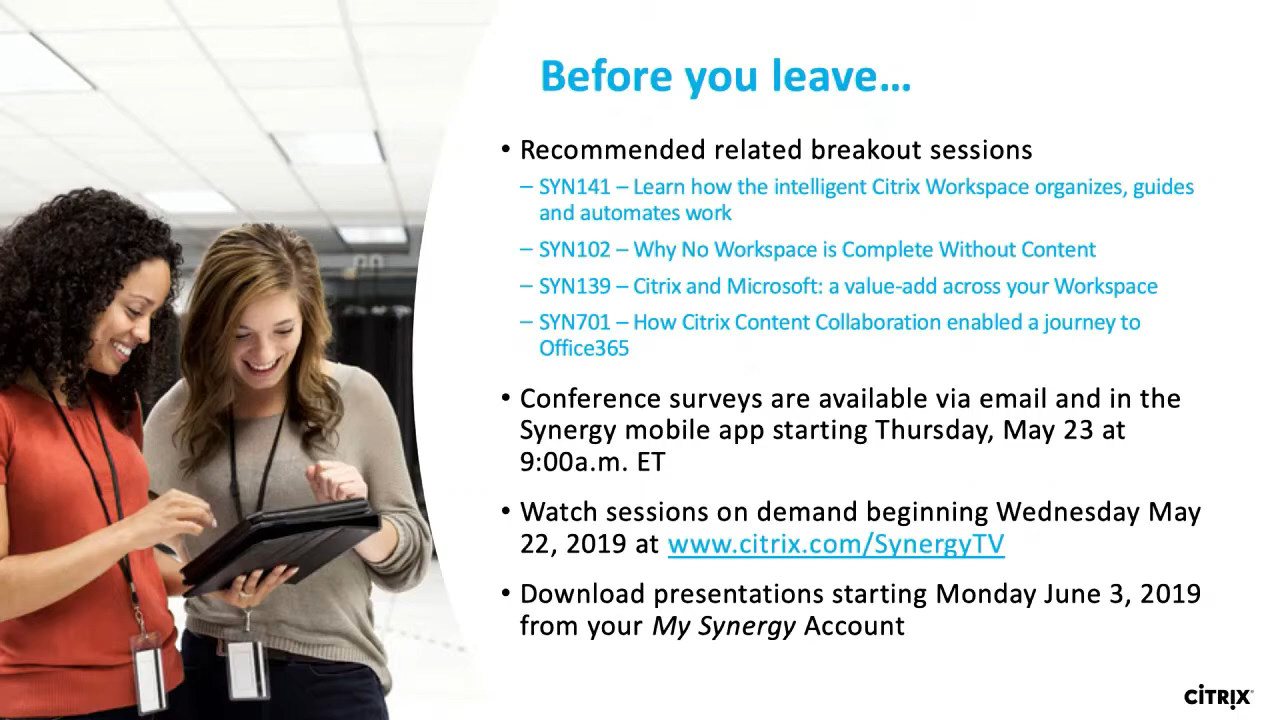 Before you leave…
• Recommended related breakout sessions
– SYN141 – Learn how the intelligent Citrix Workspace organizes, guides
and automates work
– SYN102 – Why No Workspace is Complete Without Content
– SYN139 – Citrix and Microsoft: a value-add across your Workspace
– SYN701 – How Citrix Content Collaboration enabled a journey to
Office365
• Conference surveys are available via email and in the
Synergy mobile app starting Thursday, May 23 at
9:00a.m. ET
• Watch sessions on demand beginning Wednesday May
22, 2019 at www.citrix.com/SynergyTV
• Download presentations starting Monday June 3, 2019
from your My Synergy Account
CITRIX